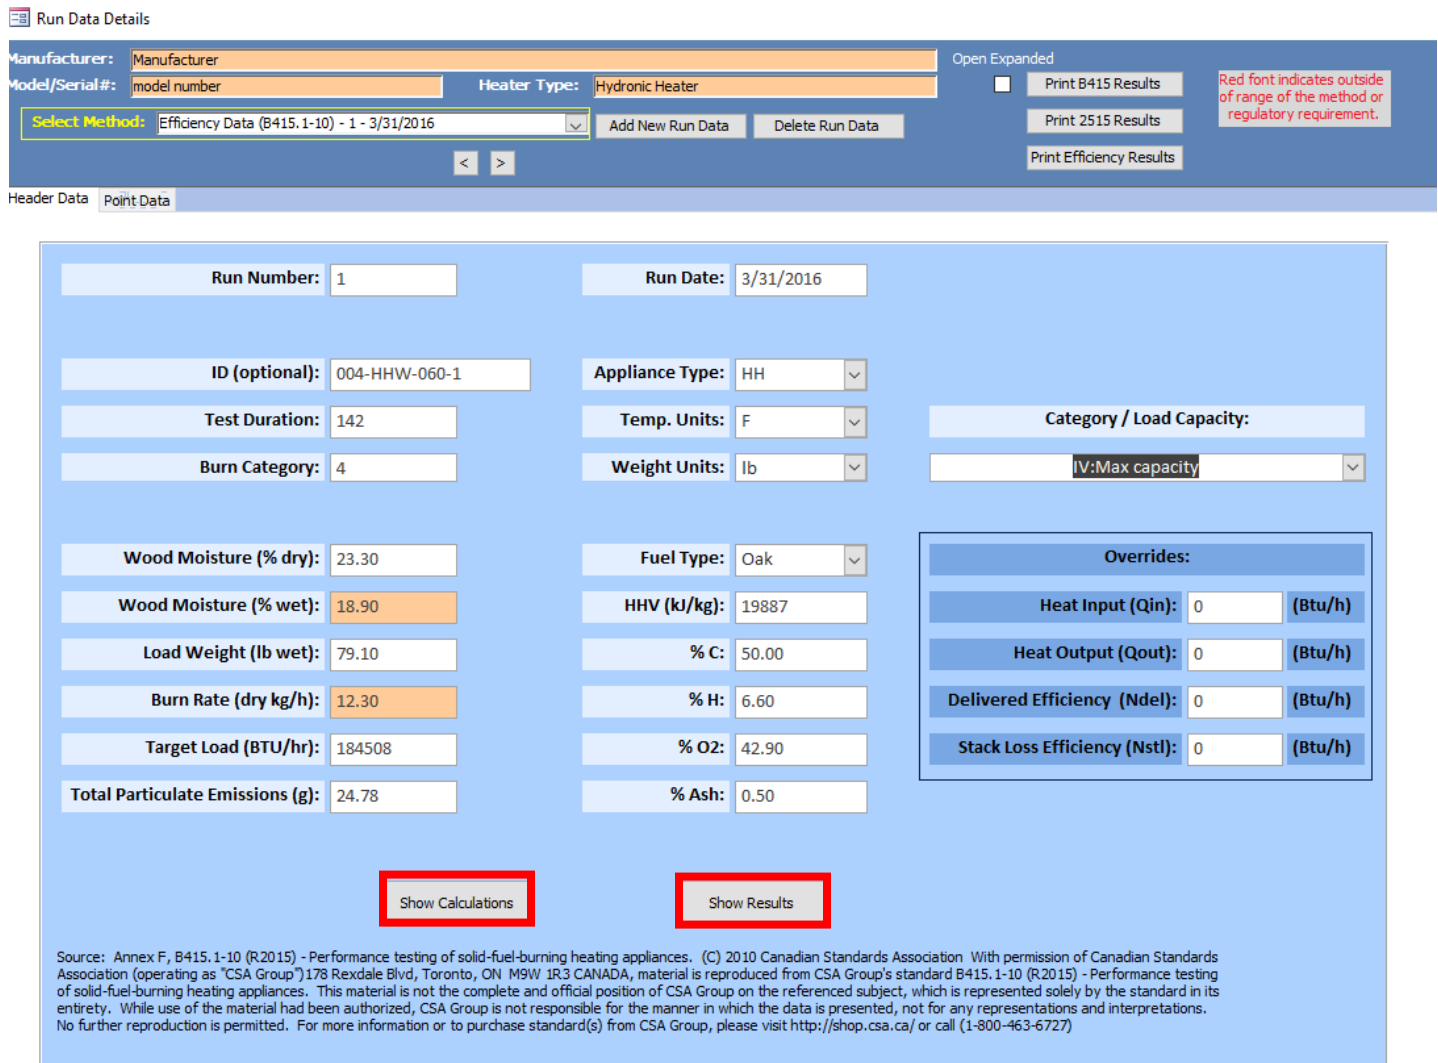 Run Data Details
Manufacturer: Manufacturer Open Expanded
Model/Serial#: model number Heater Type: Hydronic Heater Print B415 Results
Red font indicates outside
of range of the method or
regulatory requirement.
Select Method: Efficiency Data (B415.1-10) - 1 - 3/31/2016 Add New Run Data Delete Run Data Print 2515 Results
< > Print Efficiency Results
Header Data Point Data
Run Number: 1 Run Date: 3/31/2016
ID (optional): 004-HHW-060-1 Appliance Type: HH
Test Duration: 142 Temp. Units: F Category / Load Capacity:
Burn Category: 4 Weight Units: lb IV:Max capacity
Wood Moisture (% dry): 23.30 Fuel Type: Oak Overrides:
Wood Moisture (% wet): 18.90 HHV (kJ/kg): 19887 Heat Input (Qin): 0 (Btu/h)
Load Weight (lb wet): 79.10 % C: 50.00 Heat Output (Qout): 0 (Btu/h)
Burn Rate (dry kg/h): 12.30 % H: 6.60 Delivered Efficiency (Ndel): 0 (Btu/h)
Target Load (BTU/hr): 184508 % O2: 42.90 Stack Loss Efficiency (Nstl): 0 (Btu/h)
Total Particulate Emissions (g): 24.78 % Ash: 0.50
Show Calculations Show Results
Source: Annex F, B415.1-10 (R2015) - Performance testing of solid-fuel-burning heating appliances. (C) 2010 Canadian Standards Association With permission of Canadian Standards
Association (operating as "CSA Group")178 Rexdale Blvd, Toronto, ON M9W 1R3 CANADA, material is reproduced from CSA Group's standard B415.1-10 (R2015) - Performance testing
of solid-fuel-burning heating appliances. This material is not the complete and official position of CSA Group on the referenced subject, which is represented solely by the standard in its
entirety. While use of the material had been authorized, CSA Group is not responsible for the manner in which the data is presented, not for any representations and interpretations.
No further reproduction is permitted. For more information or to purchase standard(s) from CSA Group, please visit http://shop.csa.ca/ or call (1-800-463-6727)